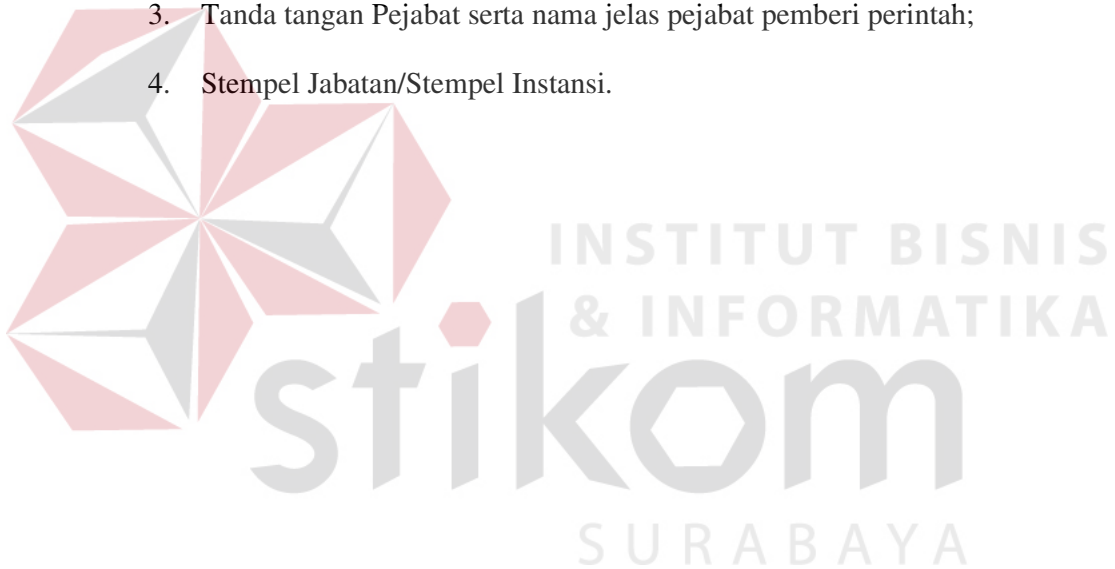 3. Tanda tangan Pejabat serta nama jelas pejabat pemberi perintah;
4. Stempel Jabatan/Stempel Instansi.
INSTITUT BISNIS
& INFORMATIKA
stikom
SURABAYA